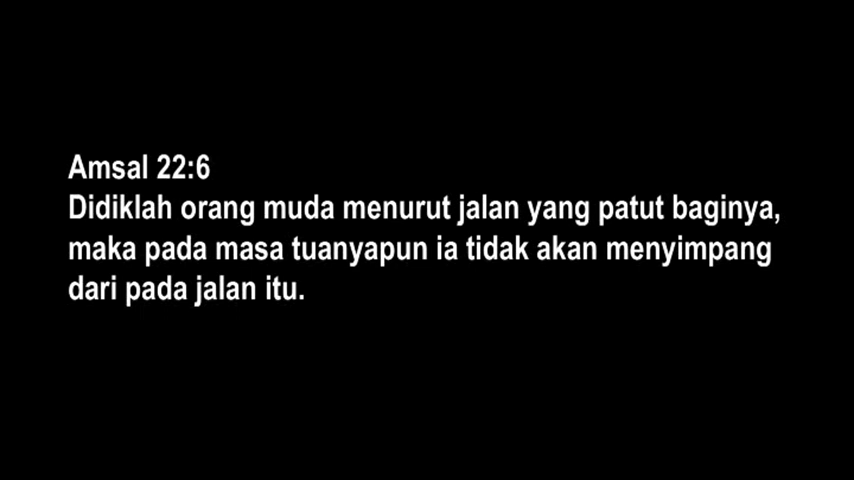 Amsal 22:6
Didiklah orang muda menurut jalan yang patut baginya,
maka pada masa tuanyapun ia tidak akan menyimpang
dari pada jalan itu.